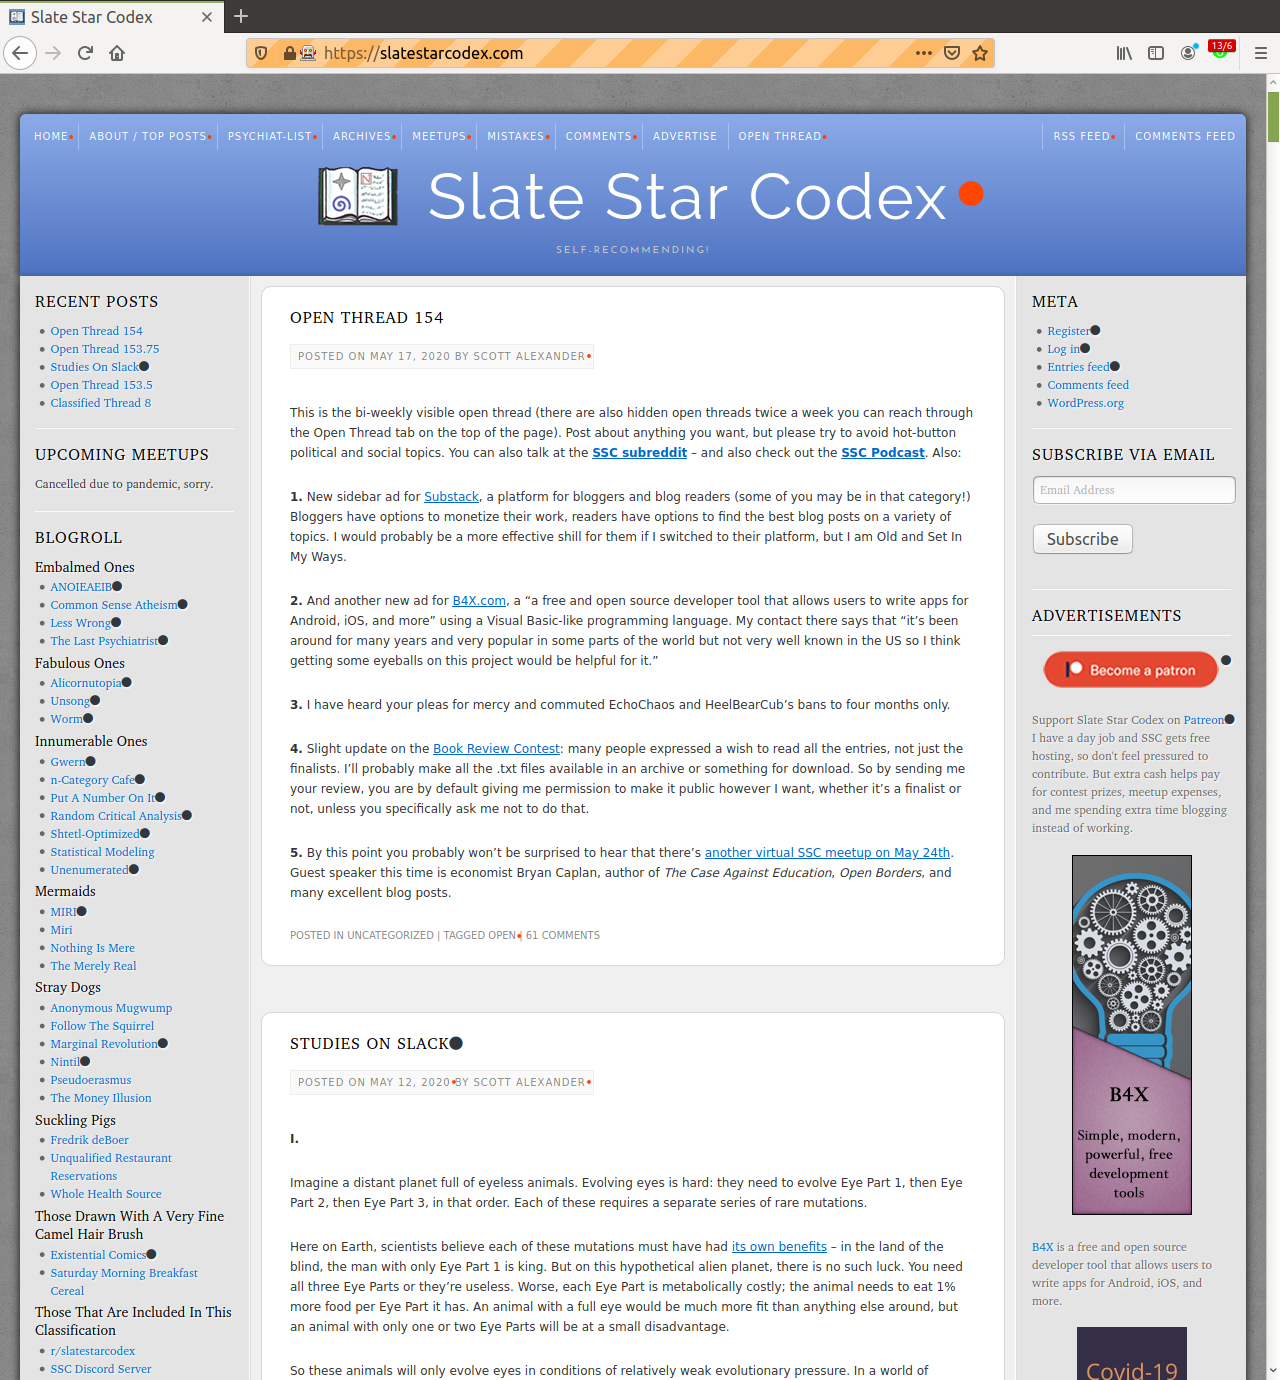 Slate Star Codex
https://slatestarcodex.com
13/6
HOME
ABOUT / TOP POSTS
PSYCHIAT-LIST
ARCHIVES
MEETUPS
MISTAKES
COMMENTS
ADVERTISE
OPEN THREAD
RSS FEED
COMMENTS FEED
Slate Star Codex
SELF-RECOMMENDING!
RECENT POSTS
Open Thread 154
Open Thread 153.75
Studies On Slack
Open Thread 153.5
Classified Thread 8
UPCOMING MEETUPS
Cancelled due to pandemic, sorry.
BLOGROLL
Embalmed Ones
ANOIEAEIB
Common Sense Atheism
Less Wrong
The Last Psychiatrist
Fabulous Ones
Alicornutopia
Unsong
Worm
Innumerable Ones
Gwern
n-Category Cafe
Put A Number On It
Random Critical Analysis
Shtetl-Optimized
Statistical Modeling
Unenumerated
Mermaids
MIRI
Miri
Nothing Is Mere
The Merely Real
Stray Dogs
Anonymous Mugwump
Follow The Squirrel
Marginal Revolution
Nintil
Pseudoerasmus
The Money Illusion
Suckling Pigs
Fredrik deBoer
Unqualified Restaurant
Reservations
Whole Health Source
Those Drawn With A Very Fine
Camel Hair Brush
Existential Comics
Saturday Morning Breakfast
Cereal
Those That Are Included In This
Classification
r/slatestarcodex
SSC Discord Server
OPEN THREAD 154
POSTED ON MAY 17, 2020 BY SCOTT ALEXANDER
This is the bi-weekly visible open thread (there are also hidden open threads twice a week you can reach through
the Open Thread tab on the top of the page). Post about anything you want, but please try to avoid hot-button
political and social topics. You can also talk at the SSC subreddit – and also check out the SSC Podcast. Also:
1. New sidebar ad for Substack, a platform for bloggers and blog readers (some of you may be in that category!)
Bloggers have options to monetize their work, readers have options to find the best blog posts on a variety of
topics. I would probably be a more effective shill for them if I switched to their platform, but I am Old and Set In
My Ways.
2. And another new ad for B4X.com, a “a free and open source developer tool that allows users to write apps for
Android, iOS, and more” using a Visual Basic-like programming language. My contact there says that “it’s been
around for many years and very popular in some parts of the world but not very well known in the US so I think
getting some eyeballs on this project would be helpful for it.”
3. I have heard your pleas for mercy and commuted EchoChaos and HeelBearCub’s bans to four months only.
4. Slight update on the Book Review Contest: many people expressed a wish to read all the entries, not just the
finalists. I’ll probably make all the .txt files available in an archive or something for download. So by sending me
your review, you are by default giving me permission to make it public however I want, whether it’s a finalist or
not, unless you specifically ask me not to do that.
5. By this point you probably won’t be surprised to hear that there’s another virtual SSC meetup on May 24th.
Guest speaker this time is economist Bryan Caplan, author of The Case Against Education, Open Borders, and
many excellent blog posts.
POSTED IN UNCATEGORIZED | TAGGED OPEN | 61 COMMENTS
STUDIES ON SLACK
POSTED ON MAY 12, 2020 BY SCOTT ALEXANDER
I.
Imagine a distant planet full of eyeless animals. Evolving eyes is hard: they need to evolve Eye Part 1, then Eye
Part 2, then Eye Part 3, in that order. Each of these requires a separate series of rare mutations.
Here on Earth, scientists believe each of these mutations must have had its own benefits – in the land of the
blind, the man with only Eye Part 1 is king. But on this hypothetical alien planet, there is no such luck. You need
all three Eye Parts or they’re useless. Worse, each Eye Part is metabolically costly; the animal needs to eat 1%
more food per Eye Part it has. An animal with a full eye would be much more fit than anything else around, but
an animal with only one or two Eye Parts will be at a small disadvantage.
So these animals will only evolve eyes in conditions of relatively weak evolutionary pressure. In a world of
META
Register
Log in
Entries feed
Comments feed
WordPress.org
SUBSCRIBE VIA EMAIL
Email Address
Subscribe
ADVERTISEMENTS
Become a patron
Support Slate Star Codex on Patreon
I have a day job and SSC gets free
hosting, so don't feel pressured to
contribute. But extra cash helps pay
for contest prizes, meetup expenses,
and me spending extra time blogging
instead of working.
B4X
Simple, modern,
powerful, free
development
tools
B4X is a free and open source
developer tool that allows users to
write apps for Android, iOS, and
more.
Covid-19